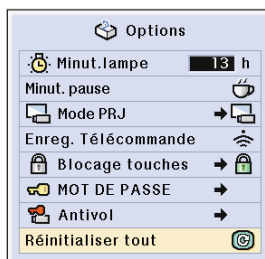 Options
Minut.lampe 13 h
Minut. pause
Mode PRJ
Enreg. Télécommande
Blocage touches
MOT DE PASSE
Antivol
Réinitialiser tout